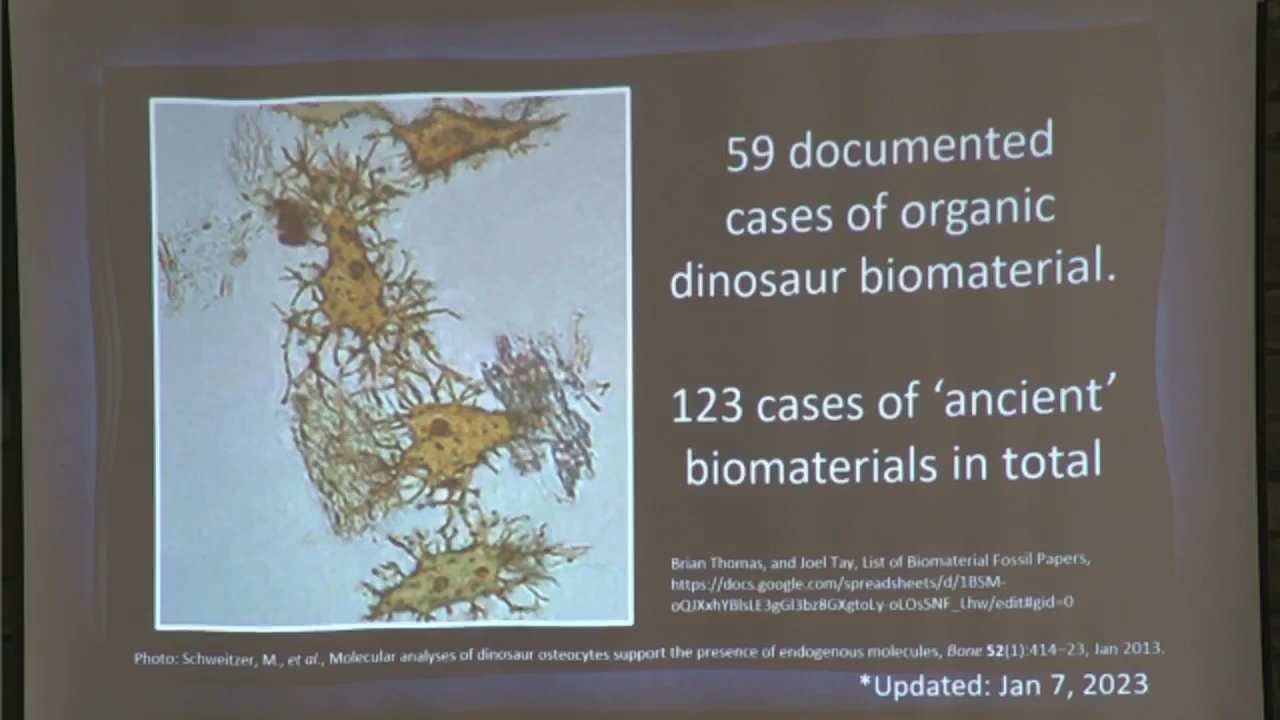 59 documented
cases of organic
dinosaur biomaterial.
123 cases of ‘ancient’
biomaterials in total
Brian Thomas, and Joel Tay, List of Biomaterial Fossil Papers,
https://docs.google.com/spreadsheets/d/1BSM-
Photo: Schweitzer, M., et al., Molecular analyses of dinosaur osteocytes support the presence of endogenous molecules, Bone 52(1):414–23, Jan 2013.
*Updated: Jan 7, 2023